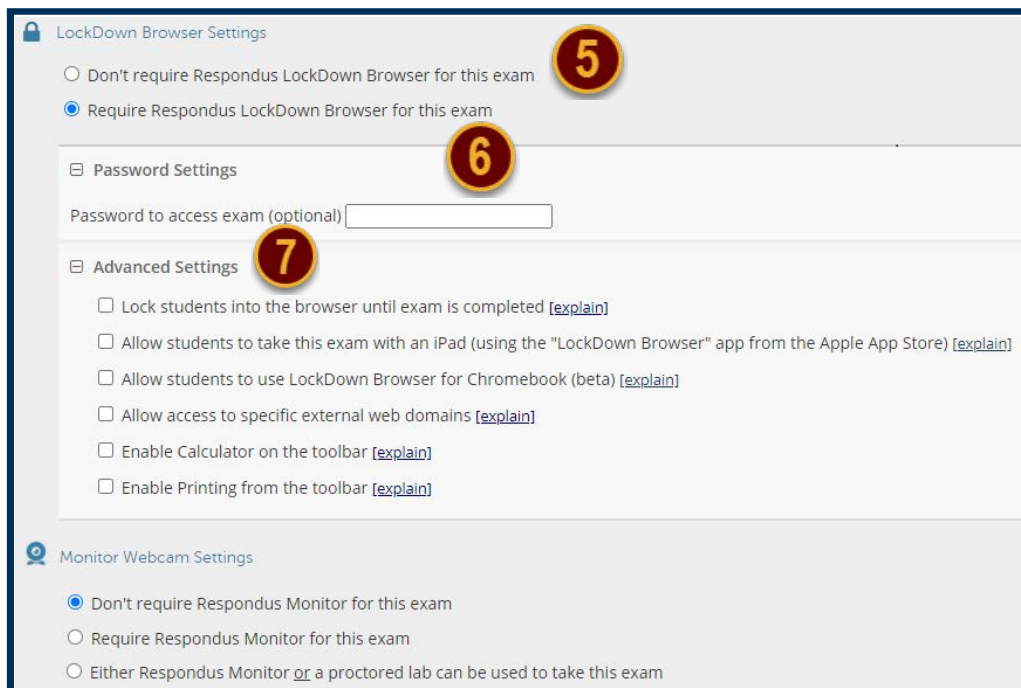 LockDown Browser Settings
Don't require Respondus LockDown Browser for this exam 5
Require Respondus LockDown Browser for this exam
Password Settings 6
Password to access exam (optional)
Advanced Settings 7
Lock students into the browser until exam is completed [explain]
Allow students to take this exam with an iPad (using the "LockDown Browser" app from the Apple App Store) [explain]
Allow students to use LockDown Browser for Chromebook (beta) [explain]
Allow access to specific external web domains [explain]
Enable Calculator on the toolbar [explain]
Enable Printing from the toolbar [explain]
Monitor Webcam Settings
Don't require Respondus Monitor for this exam
Require Respondus Monitor for this exam
Either Respondus Monitor or a proctored lab can be used to take this exam